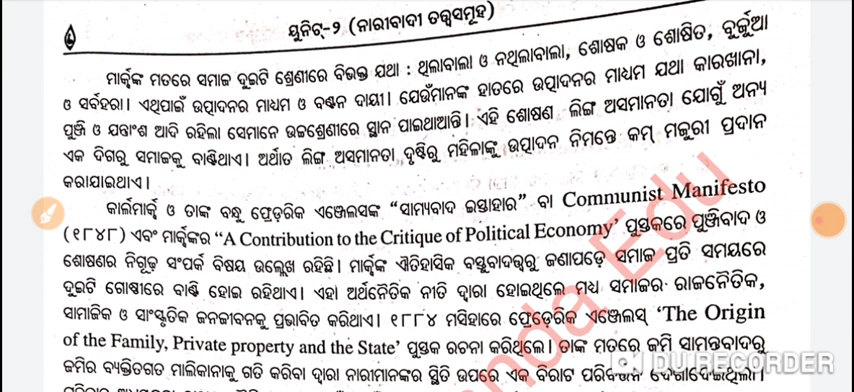 ୟୁନିଟ୍-୨ (ନାରୀବାଦୀ ତତ୍ତ୍ୱସମୂହ)
ମାର୍କ୍ସଙ୍କ ମତରେ ସମାଜ ଦୁଇଟି ଶ୍ରେଣୀରେ ବିଭକ୍ତ ଯଥା : ଥିଲାବାଲା ଓ ନଥିଲାବାଲା, ଶୋଷକ ଓ ଶୋଷିତ, ବୁର୍ଜୁଆ
ଓ ସର୍ବହରା। ଏଥିପାଇଁ ଉତ୍ପାଦନର ମାଧ୍ୟମ ଓ ବଣ୍ଟନ ଦାୟୀ। ଯେଉଁମାନଙ୍କ ହାତରେ ଉତ୍ପାଦନର ମାଧ୍ୟମ ଯଥା କାରଖାନା,
ପୁଞ୍ଜି ଓ ଯନ୍ତ୍ରାଂଶ ଆଦି ରହିଲା ସେମାନେ ଉଚ୍ଚଶ୍ରେଣୀରେ ସ୍ଥାନ ପାଇଥାଆନ୍ତି। ଏହି ଶୋଷଣ ଲିଙ୍ଗ ଅସମାନତା ଯୋଗୁଁ ଅନ୍ୟ
ଏକ ଦିଗରୁ ସମାଜକୁ ବାଣ୍ଟିଥାଏ। ଅର୍ଥାତ ଲିଙ୍ଗ ଅସମାନତା ଦୃଷ୍ଟିରୁ ମହିଳାଙ୍କୁ ଉତ୍ପାଦନ ନିମନ୍ତେ କମ୍ ମଜୁରୀ ପ୍ରଦାନ
କରାଯାଇଥାଏ।
କାର୍ଲମାର୍କ୍ସ ଓ ତାଙ୍କ ବନ୍ଧୁ ଫ୍ରେଡ଼ରିକ ଏଞ୍ଜେଲସଙ୍କ “ସାମ୍ୟବାଦ ଇସ୍ତାହାର” ବା Communist Manifesto
(୧୮୪୮) ଏବଂ ମାର୍କ୍ସଙ୍କର “A Contribution to the Critique of Political Economy’ ପୁସ୍ତକରେ ପୁଞ୍ଜିବାଦ ଓ
ଶୋଷଣର ନିଗୂଢ଼ ସଂପର୍କ ବିଷୟ ଉଲ୍ଲେଖ ରହିଛି। ମାର୍କ୍ସଙ୍କ ଐତିହାସିକ ବସ୍ତୁବାଦତ୍ତ୍ୱରୁ ଜଣାପଡ଼େ ସମାଜ ପ୍ରତି ସମୟରେ
ଦୁଇଟି ଗୋଷ୍ଠୀରେ ବାଣ୍ଟି ହୋଇ ରହିଥାଏ। ଏହା ଅର୍ଥନୈତିକ ନୀତି ଦ୍ୱାରା ହୋଇଥିଲେ ମଧ୍ୟ ସମାଜର ରାଜନୈତିକ,
ସାମାଜିକ ଓ ସାଂସ୍କୃତିକ ଜନଜୀବନକୁ ପ୍ରଭାବିତ କରିଥାଏ। ୧୮୮୪ ମସିହାରେ ଫ୍ରେଡ଼େରିକ ଏଞ୍ଜେଲସ୍ ‘The Origin
of the Family, Private property and the State’ ପୁସ୍ତକ ରଚନା କରିଥିଲେ। ତାଙ୍କ ମତରେ ଜମି ସାମନ୍ତବାଦରୁ
ଜମିର ବ୍ୟକ୍ତିଗତ ମାଲିକାନାକୁ ଗତି କରିବା ଦ୍ୱାରା ନାରୀମାନଙ୍କର ସ୍ଥିତି ଉପରେ ଏକ ବିରାଟ ପରିବର୍ତ୍ତନ ଦେଖାଦେଇଥିଲା।
nda Edu
DU RECORDER